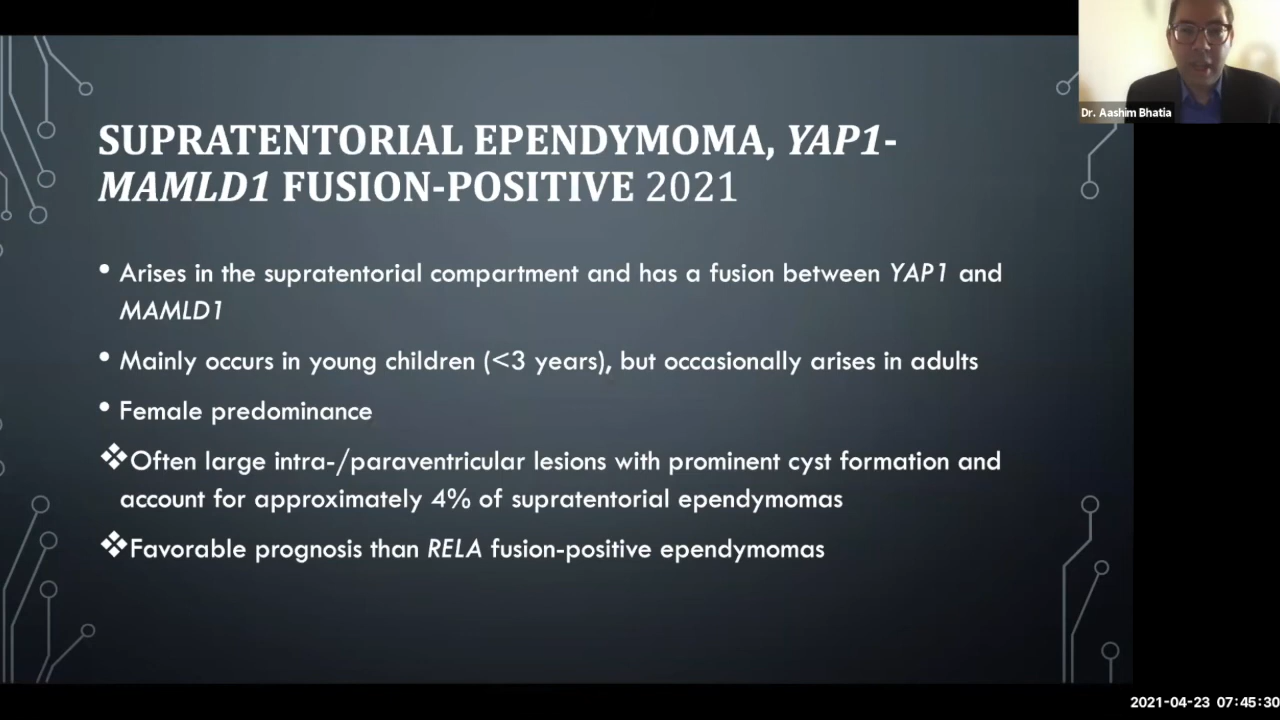 Dr. Aashim Bhatia
SUPRATENTORIAL EPENDYMOMA, YAP1-
MAMLD1 FUSION-POSITIVE 2021
• Arises in the supratentorial compartment and has a fusion between YAP1 and
MAMLD1
• Mainly occurs in young children (<3 years), but occasionally arises in adults
• Female predominance
❖Often large intra-/paraventricular lesions with prominent cyst formation and
account for approximately 4% of supratentorial ependymomas
❖Favorable prognosis than RELA fusion-positive ependymomas
2021-04-23 07:45:30